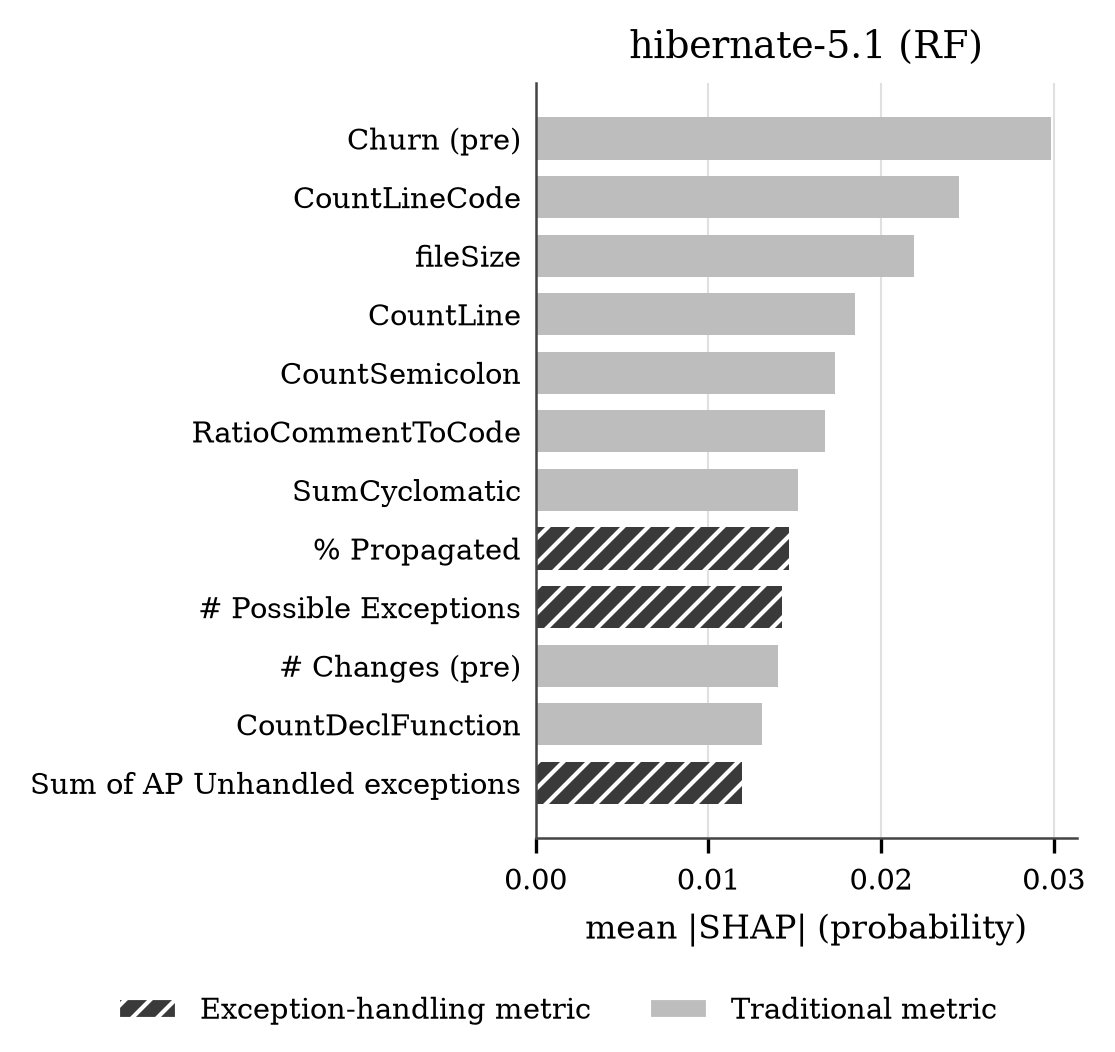 hibernate-5.1 (RF)
Churn (pre)
CountLineCode
fileSize
CountLine
CountSemicolon
RatioCommentToCode
SumCyclomatic
% Propagated
# Possible Exceptions
# Changes (pre)
CountDeclFunction
Sum of AP Unhandled exceptions
0.00 0.01 0.02 0.03
mean |SHAP| (probability)
Exception-handling metric Traditional metric